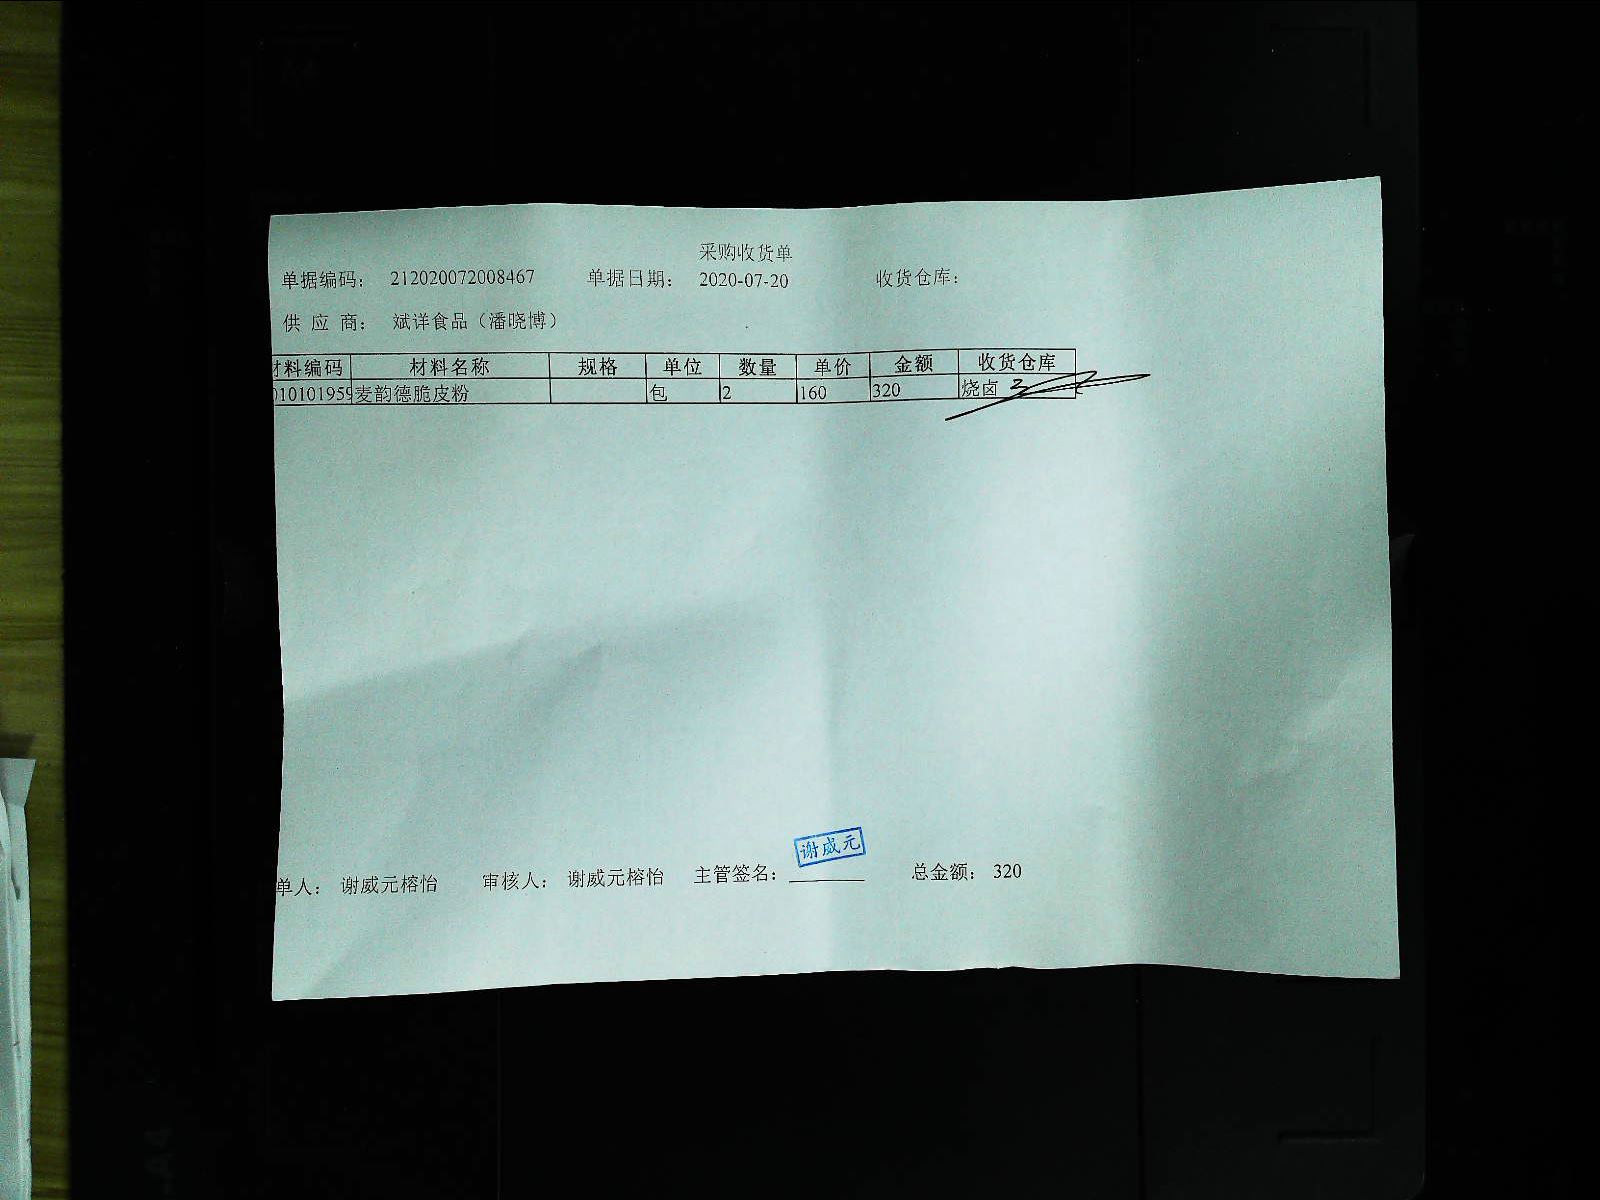 采购收货单
单据编码： 212020072008467 单据日期： 2020-07-20 收货仓库：
供 应 商： 斌详食品（潘晓博）
材料编码 材料名称 规格 单位 数量 单价 金额 收货仓库
010101959 麦韵德脆皮粉 包 2 160 320 烧卤
谢威元
单人： 谢威元榕怡 审核人： 谢威元榕怡 主管签名： 总金额： 320